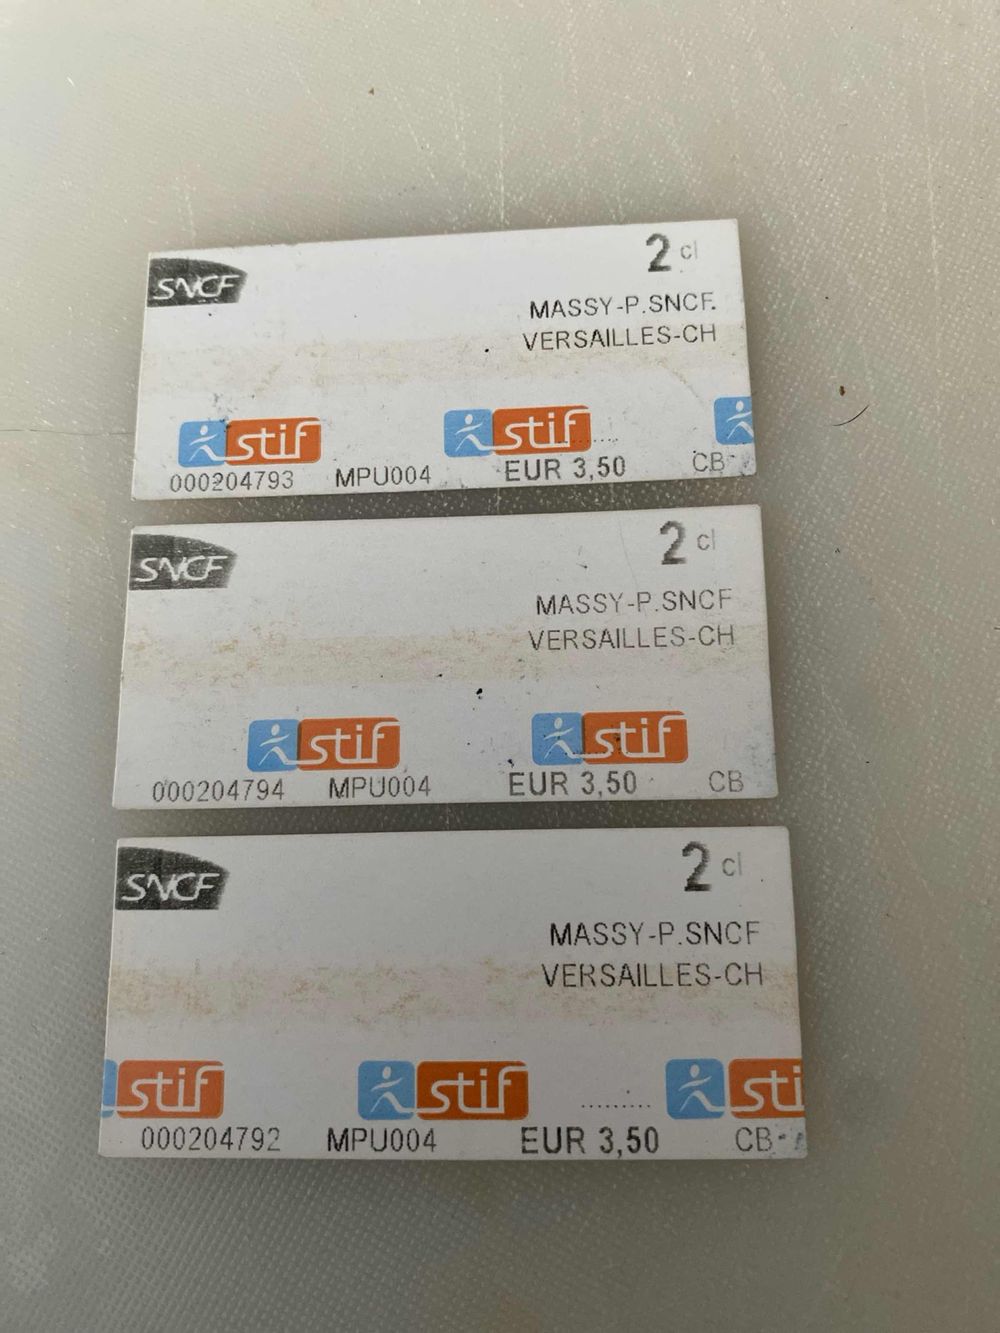 SNCF
2 cl
MASSY-P.SNCF.
VERSAILLES-CH
stif stif
000204793 MPU004 EUR 3,50 CB
SNCF
2 cl
MASSY-P.SNCF
VERSAILLES-CH
stif stif
000204794 MPU004 EUR 3,50 CB
SNCF
2 cl
MASSY-P.SNCF
VERSAILLES-CH
stif stif sti
000204792 MPU004 EUR 3,50 CB